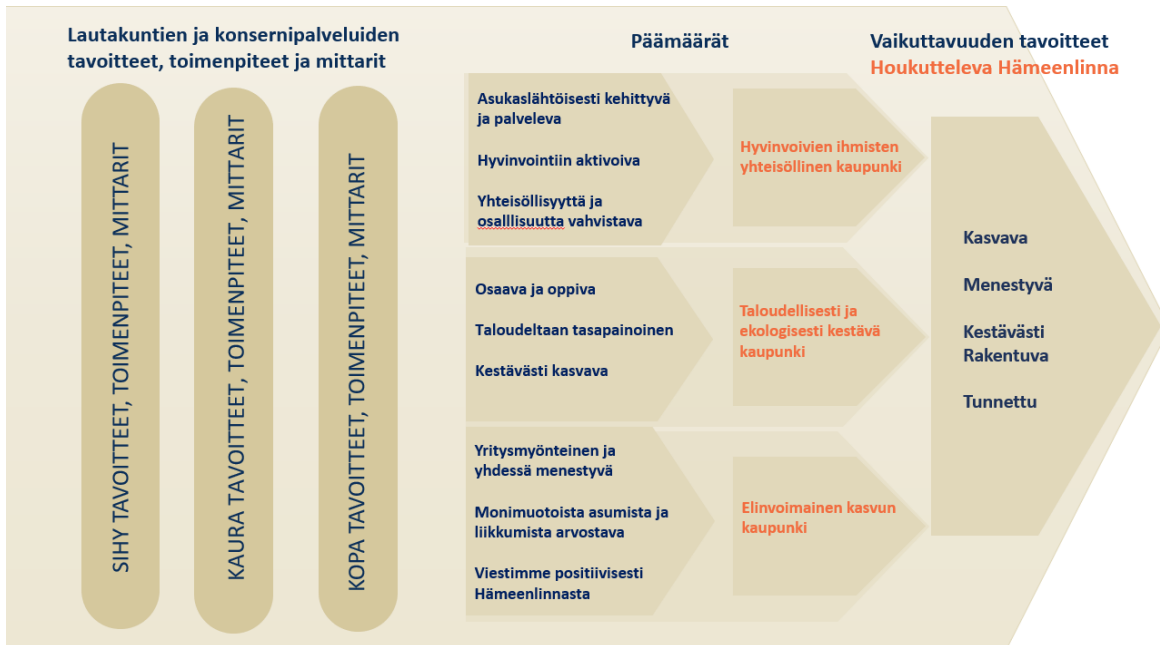 Lautakuntien ja konsernipalveluiden
tavoitteet, toimenpiteet ja mittarit
SIHY TAVOITTEET, TOIMENPITEET, MITTARIT
KAURA TAVOITTEET, TOIMENPITEET, MITTARIT
KOPA TAVOITTEET, TOIMENPITEET, MITTARIT
Päämäärät
Asukaslähtöisesti kehittyvä
ja palveleva
Hyvinvointiin aktivoiva
Yhteisöllisyyttä ja
osalllisuutta vahvistava
Hyvinvoivien ihmisten
yhteisöllinen kaupunki
Osaava ja oppiva
Taloudeltaan tasapainoinen
Kestävästi kasvava
Taloudellisesti ja
ekologisesti kestävä
kaupunki
Yritysmyönteinen ja
yhdessä menestyvä
Monimuotoista asumista ja
liikkumista arvostava
Viestimme positiivisesti
Hämeenlinnasta
Elinvoimainen kasvun
kaupunki
Vaikuttavuuden tavoitteet
Houkutteleva Hämeenlinna
Kasvava
Menestyvä
Kestävästi
Rakentuva
Tunnettu